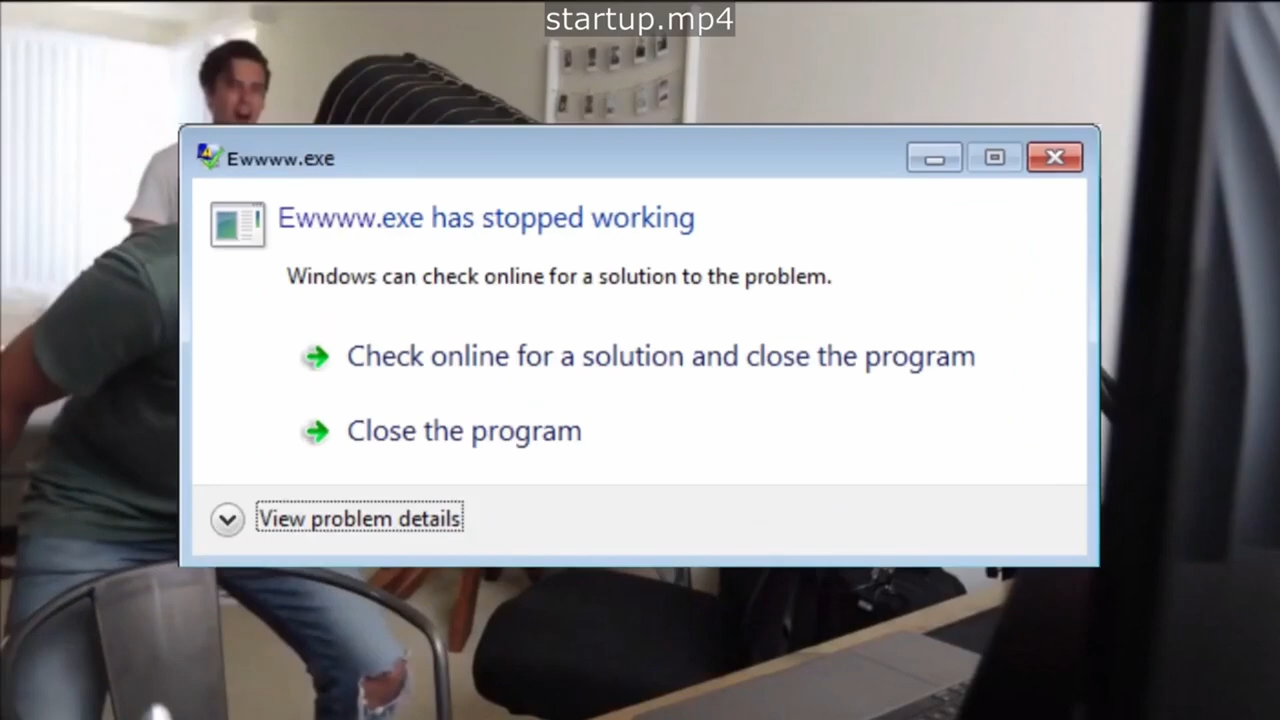 startup.mp4
Ewwww.exe
Ewwww.exe has stopped working
Windows can check online for a solution to the problem.
Check online for a solution and close the program
Close the program
View problem details